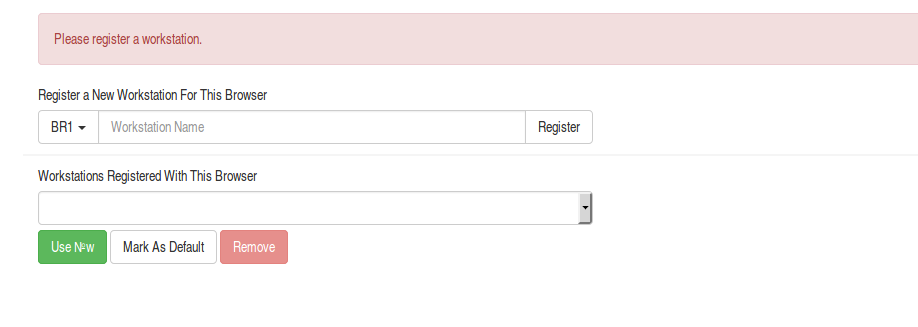 Please register a workstation.
Register a New Workstation For This Browser
BR1 Workstation Name Register
Workstations Registered With This Browser
Use №w Mark As Default Remove